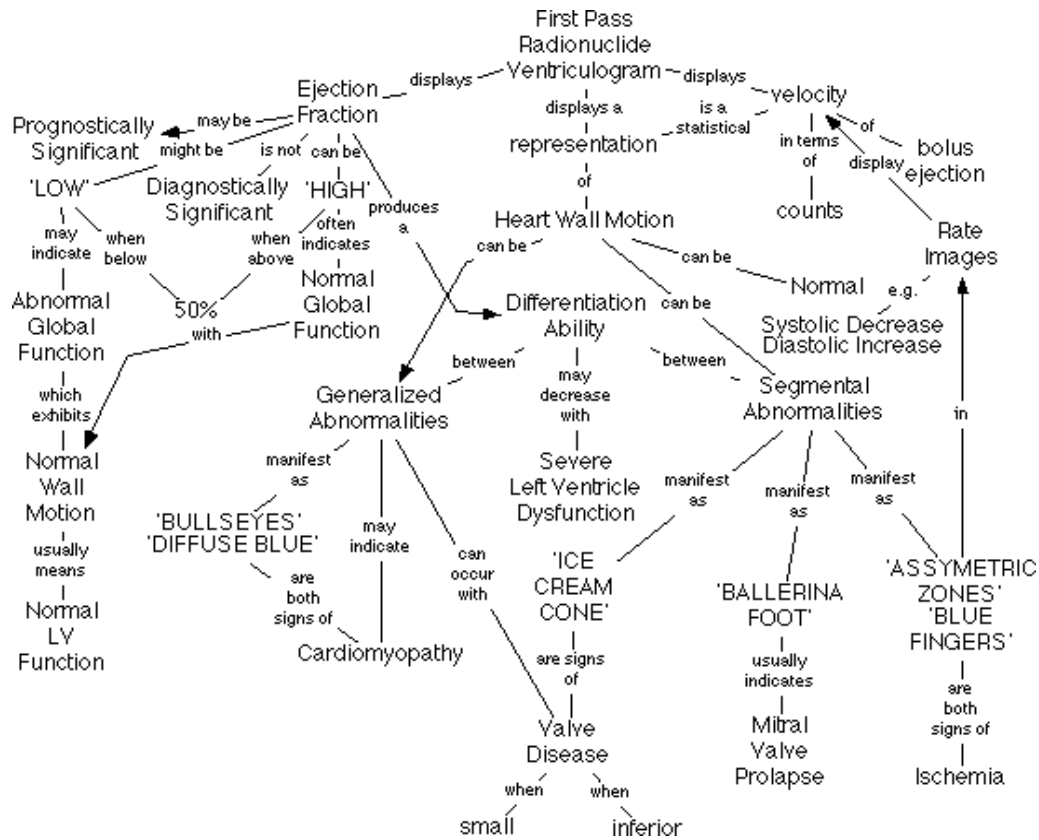 First Pass
Radionuclide
Ventriculogram
displays
displays
Ejection
Fraction
displays a
is a
statistical
velocity
Prognostically
Significant
may be
might be
is not
can be
representation
in terms
of
of
bolus
ejection
display
'LOW'
Diagnostically
Significant
'HIGH'
produces
a
of
counts
may
indicate
when
below
when
above
often
indicates
Heart Wall Motion
can be
can be
Rate
Images
Abnormal
Global
Function
50%
with
Normal
Global
Function
Differentiation
Ability
can be
Normal
e.g.
Systolic Decrease
Diastolic Increase
which
exhibits
between
may
decrease
with
between
Generalized
Abnormalities
Segmental
Abnormalities
in
Normal
Wall
Motion
manifest
as
Severe
Left Ventricle
Dysfunction
manifest
as
manifest
as
manifest
as
'BULLSEYES'
'DIFFUSE BLUE'
may
indicate
can
occur
with
usually
means
'ICE
CREAM
CONE'
'BALLERINA
FOOT'
'ASSYMETRIC
ZONES'
'BLUE
FINGERS'
are both
signs of
Normal
LV
Function
Cardiomyopathy
are signs
of
usually
indicates
are
both
signs of
Valve
Disease
Mitral
Valve
Prolapse
Ischemia
when
when
small
inferior